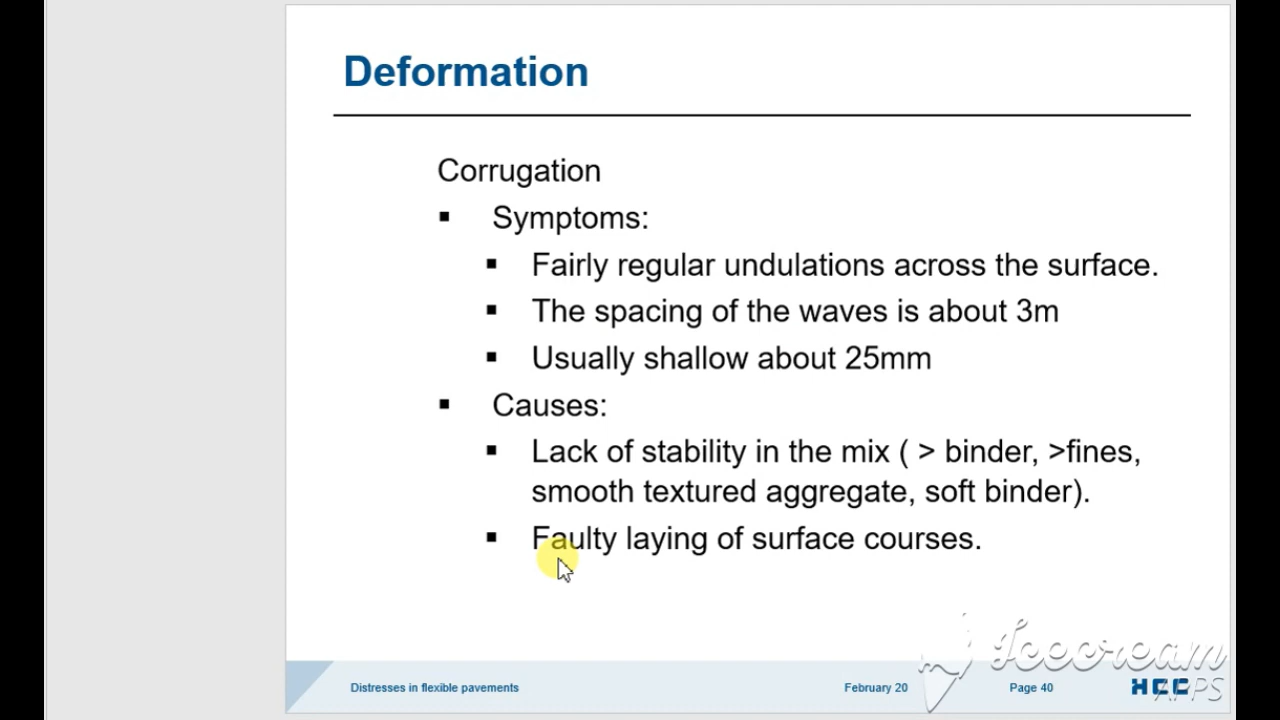 Deformation
Corrugation
▪ Symptoms:
▪ Fairly regular undulations across the surface.
▪ The spacing of the waves is about 3m
▪ Usually shallow about 25mm
▪ Causes:
▪ Lack of stability in the mix ( > binder, >fines,
smooth textured aggregate, soft binder).
▪ Faulty laying of surface courses.
Icecream
APPS
Distresses in flexible pavements
February 20
Page 40
HCC